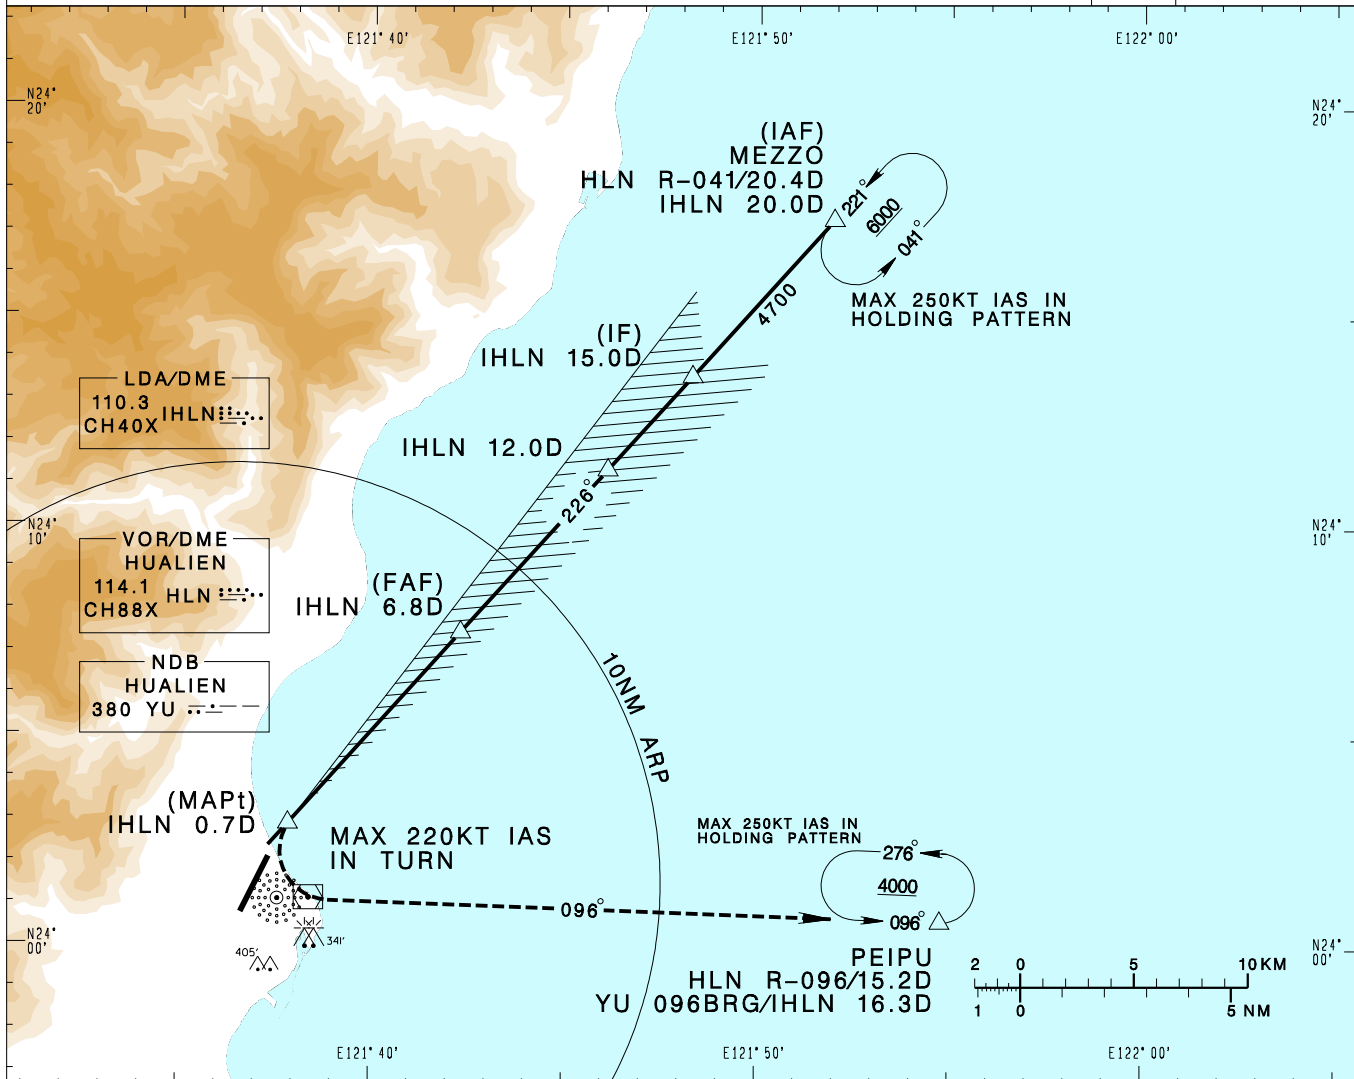 E121° 40'
E121° 50'
E122° 00'
N24°
20'
N24°
20'
(IAF)
MEZZO
HLN R-041/20.4D
IHLN 20.0D
221°
6000
041°
MAX 250KT IAS IN
HOLDING PATTERN
4700
(IF)
IHLN 15.0D
LDA/DME
110.3
CH40X
IHLN
IHLN 12.0D
226°
N24°
10'
N24°
10'
VOR/DME
HUALIEN
114.1
CH88X
HLN
(FAF)
IHLN 6.8D
NDB
HUALIEN
380 YU
10NM ARP
(MAPt)
IHLN 0.7D
MAX 220KT IAS
IN TURN
MAX 250KT IAS IN
HOLDING PATTERN
276°
4000
096°
096°
341'
405'
N24°
00'
N24°
00'
PEIPU
HLN R-096/15.2D
YU 096BRG/IHLN 16.3D
2 0 5 10KM
1 0 5 NM
E121° 40'
E121° 50'
E122° 00'